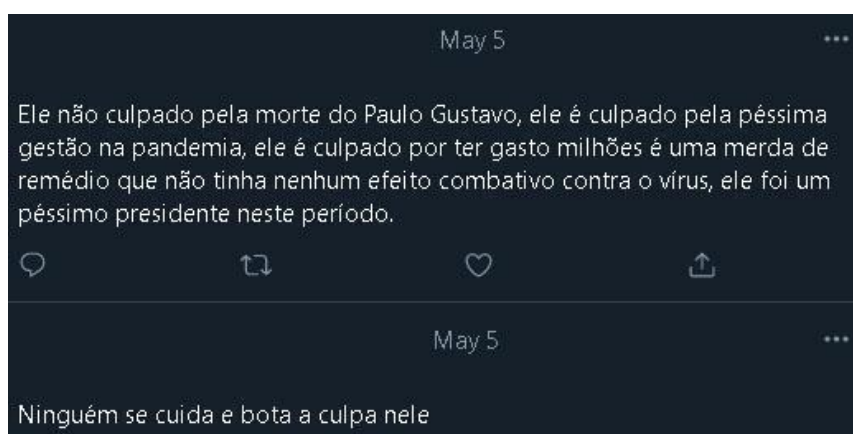 May 5
Ele não culpado pela morte do Paulo Gustavo, ele é culpado pela péssima
gestão na pandemia, ele é culpado por ter gasto milhões é uma merda de
remédio que não tinha nenhum efeito combativo contra o vírus, ele foi um
péssimo presidente neste período.
May 5
Ninguém se cuida e bota a culpa nele